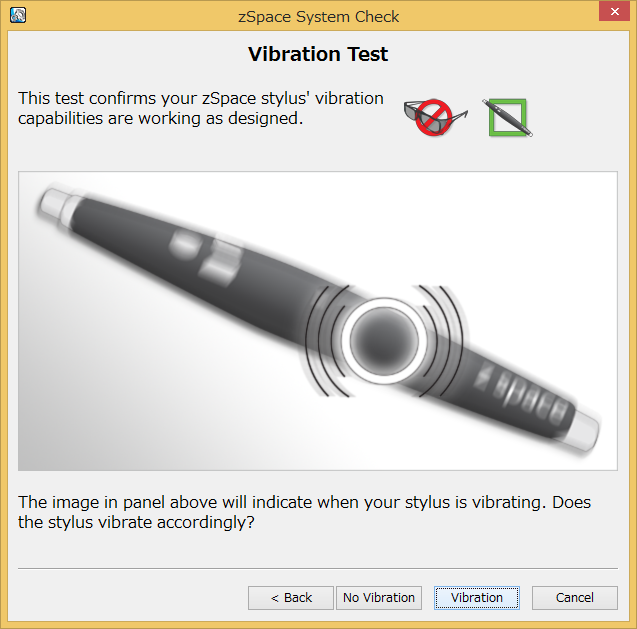 zSpace System Check
Vibration Test
This test confirms your zSpace stylus' vibration
capabilities are working as designed.
space
The image in panel above will indicate when your stylus is vibrating. Does
the stylus vibrate accordingly?
< Back
No Vibration
Vibration
Cancel